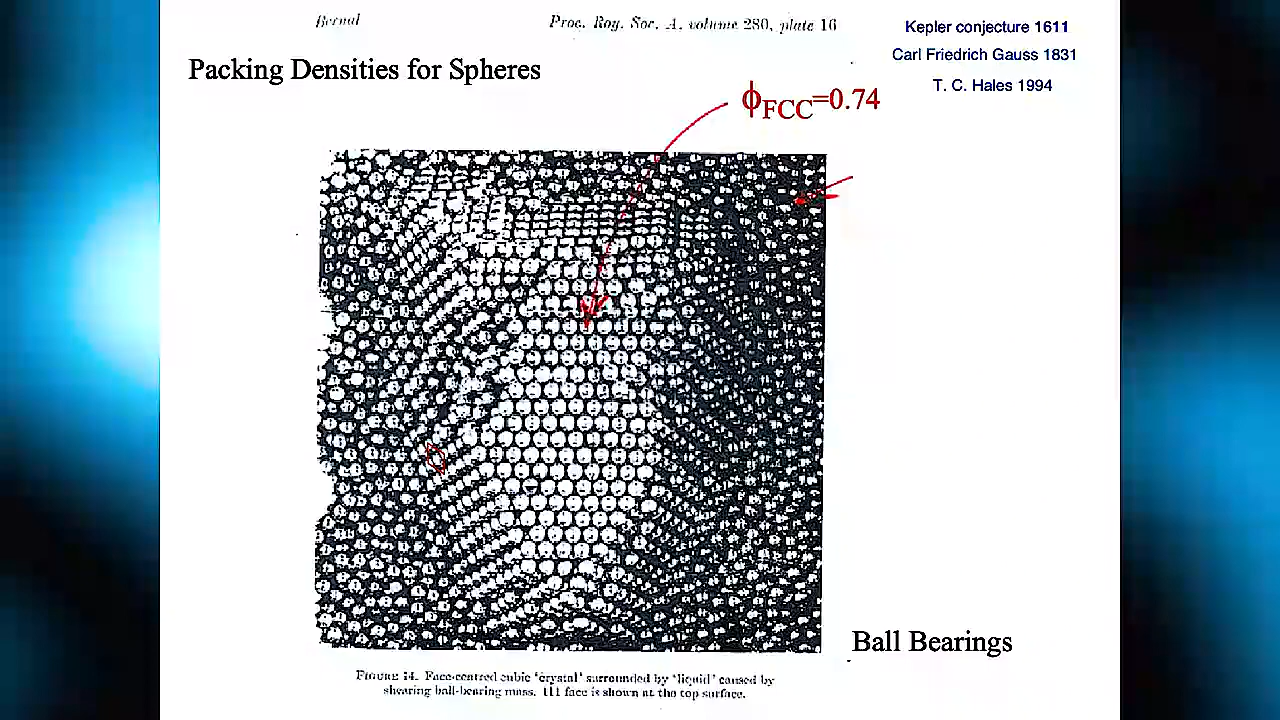 Bernal
Proc. Roy. Soc. A, volume 280, plate 16
Kepler conjecture 1611
Carl Friedrich Gauss 1831
T. C. Hales 1994
Packing Densities for Spheres
ϕFCC=0.74
Ball Bearings
FIGURE 14. Face-centred cubic 'crystal' surrounded by 'liquid' caused by
shearing ball-bearing mass. 111 face is shown at the top surface.